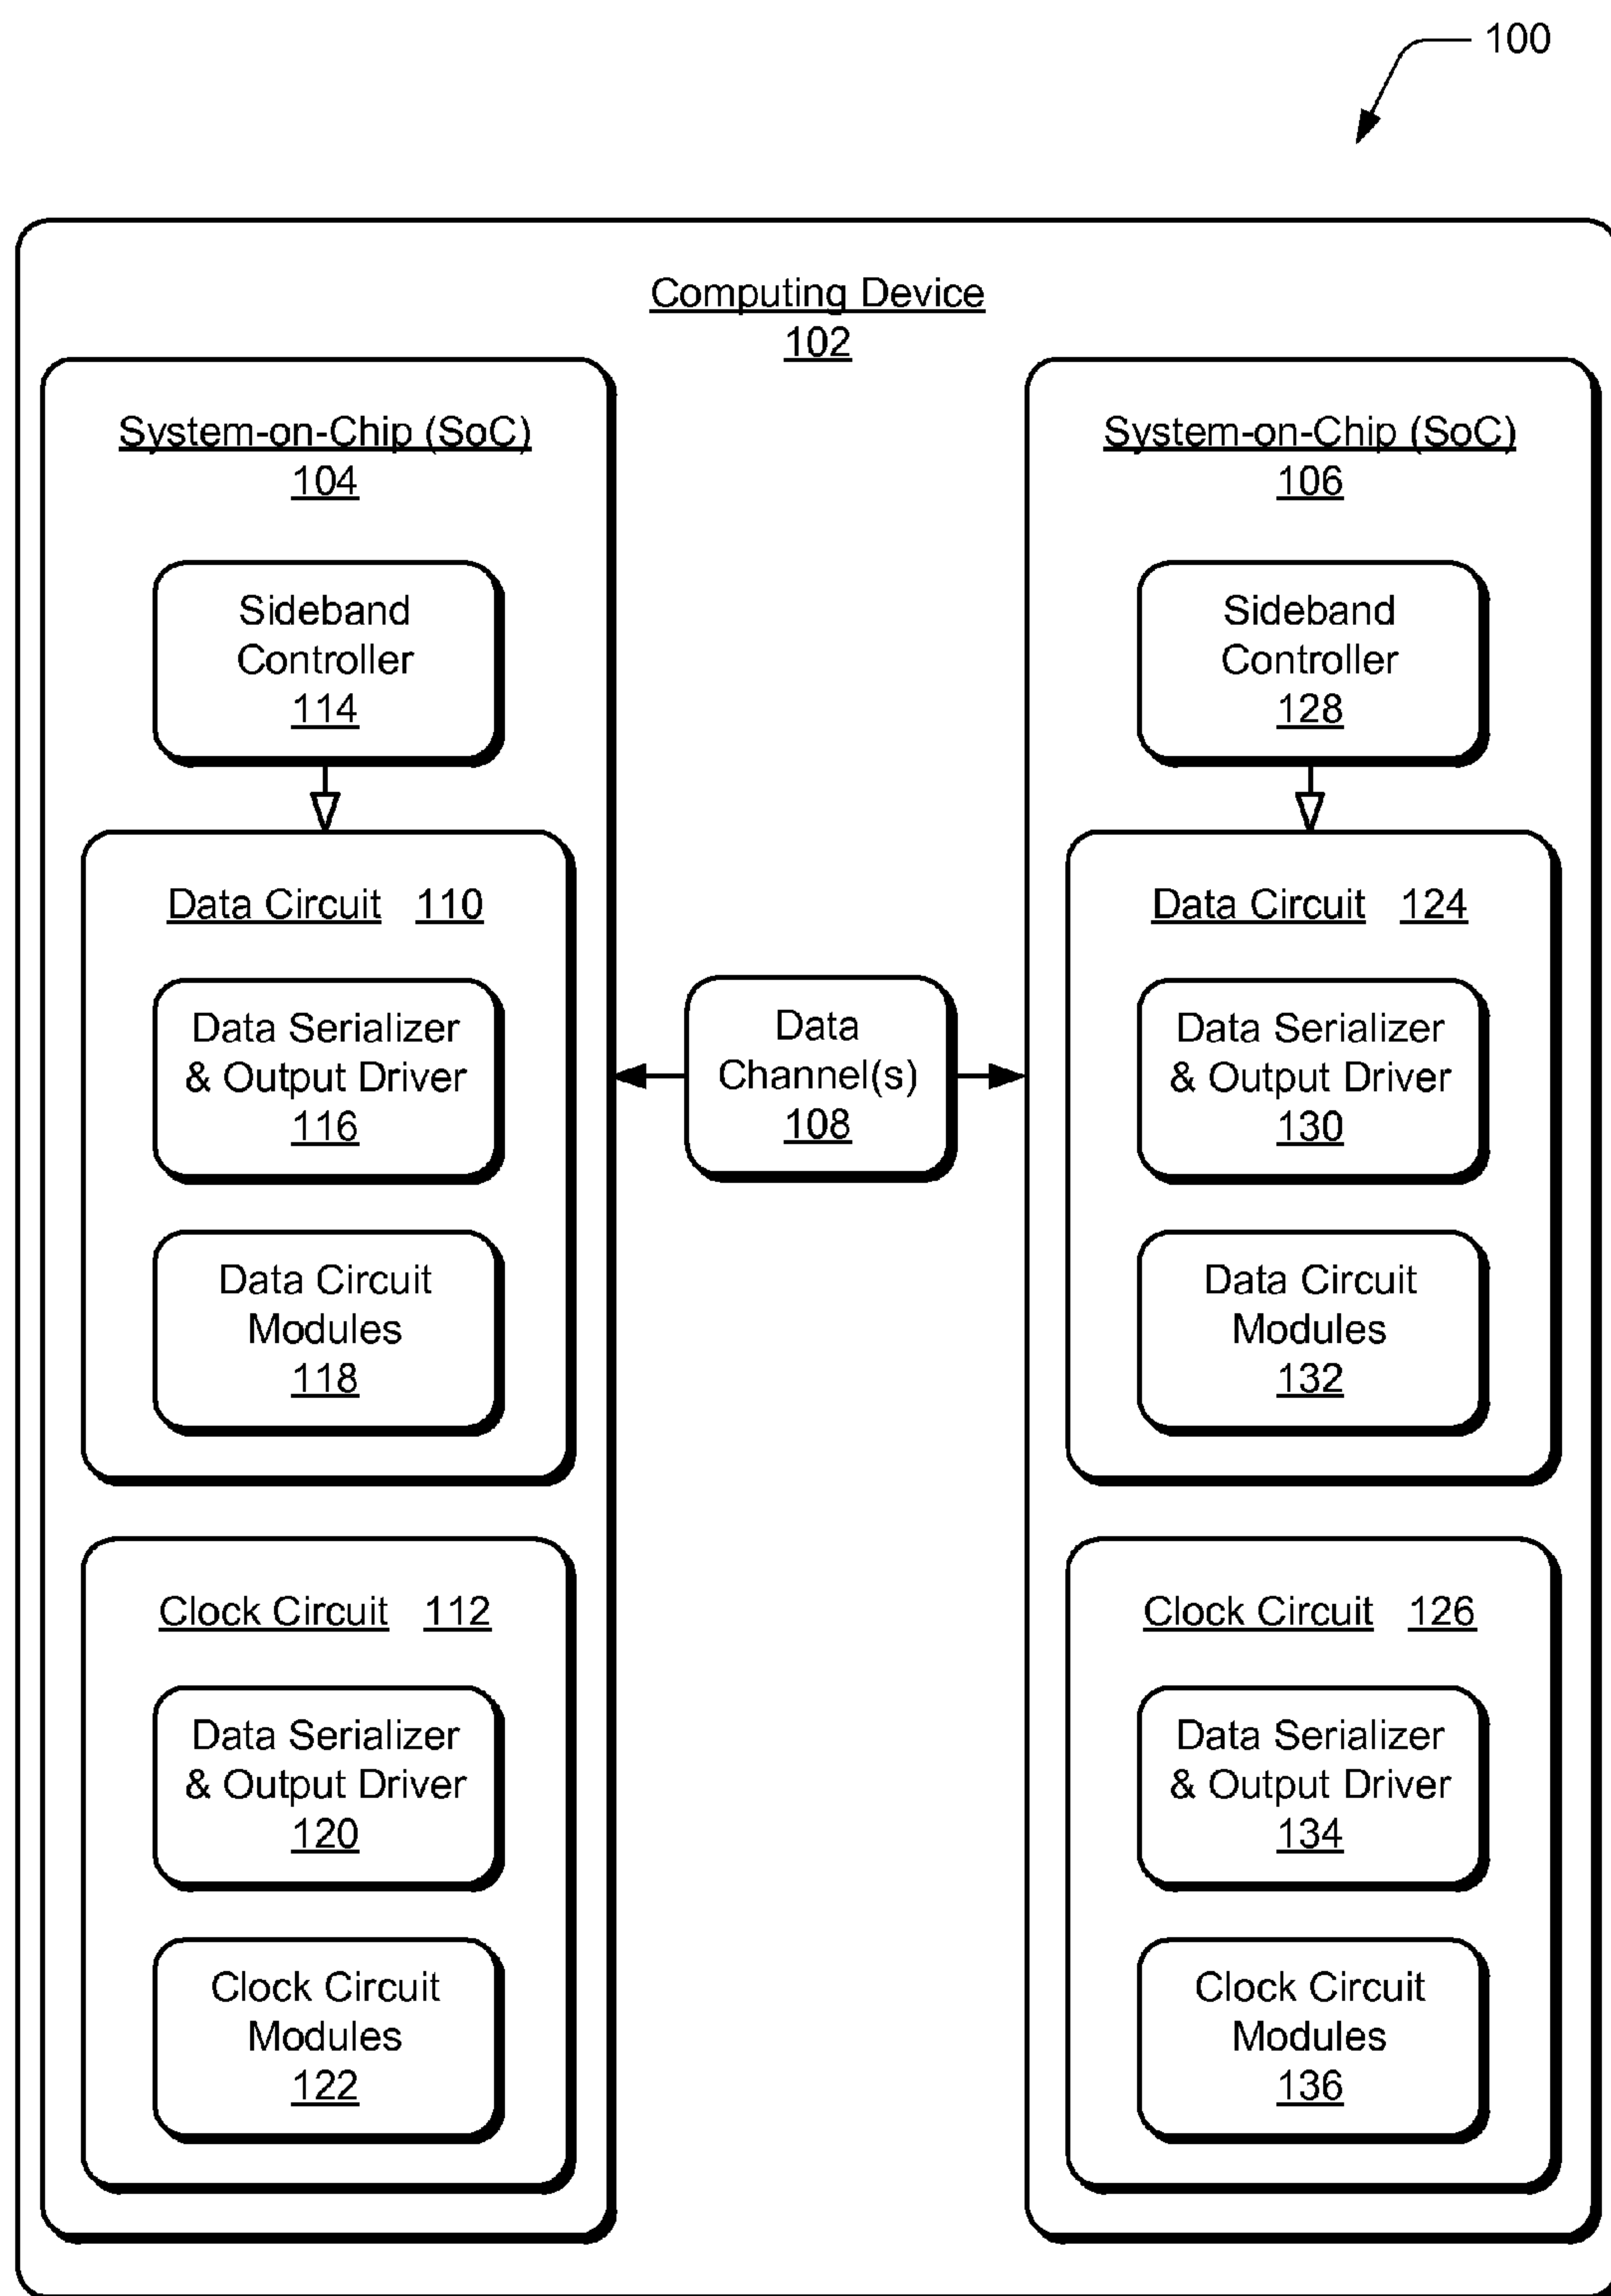 100
Computing Device
102
System-on-Chip (SoC)
104
Sideband
Controller
114
Data Circuit 110
Data Serializer
& Output Driver
116
Data Circuit
Modules
118
Clock Circuit 112
Data Serializer
& Output Driver
120
Clock Circuit
Modules
122
Data
Channel(s)
108
System-on-Chip (SoC)
106
Sideband
Controller
128
Data Circuit 124
Data Serializer
& Output Driver
130
Data Circuit
Modules
132
Clock Circuit 126
Data Serializer
& Output Driver
134
Clock Circuit
Modules
136